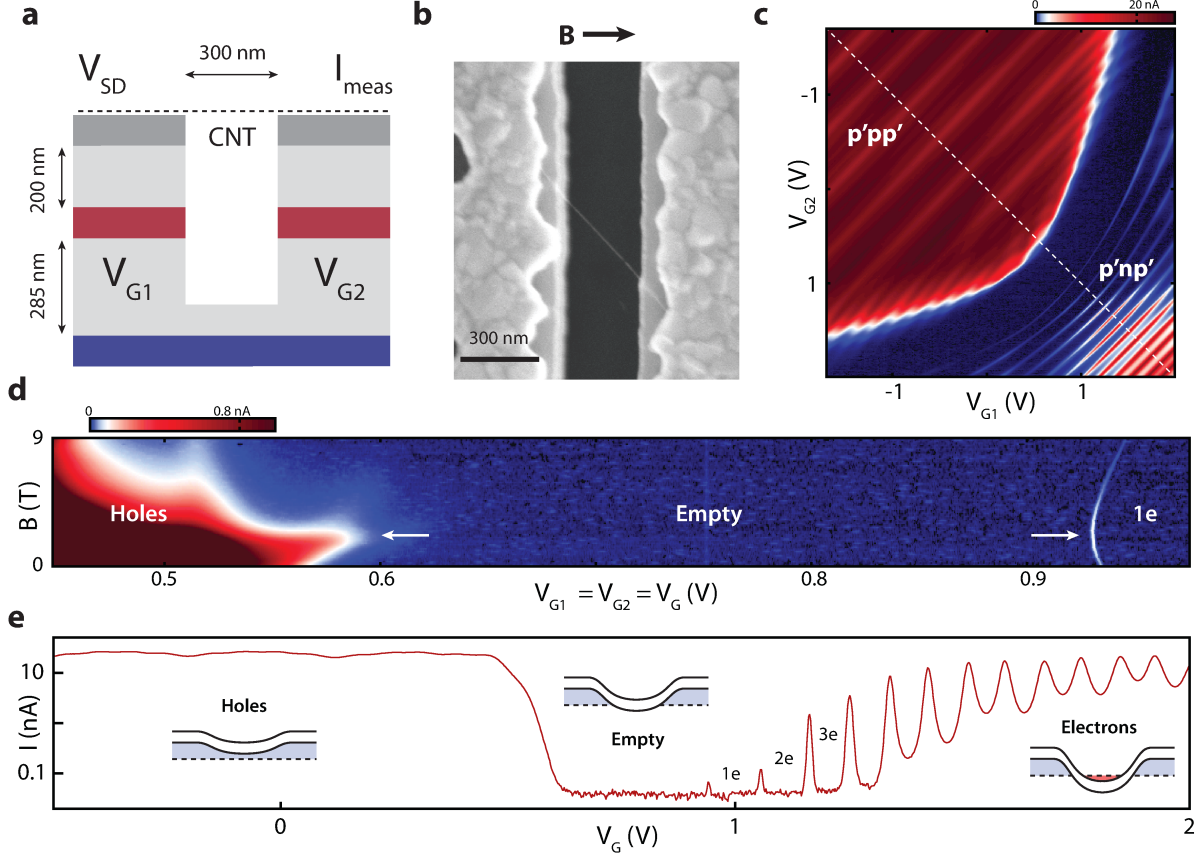 a
V_SD
300 nm
I_meas
CNT
200 nm
285 nm
V_G1
V_G2
b
B
300 nm
c
0
20 nA
-1
1
V_G2 (V)
p'pp'
p'np'
-1
1
V_G1 (V)
d
0
0.8 nA
9
0
B (T)
Holes
Empty
1e
0.5
0.6
0.8
0.9
V_G1 = V_G2 = V_G (V)
e
10
0.1
I (nA)
Holes
Empty
1e
2e
3e
Electrons
0
1
2
V_G (V)